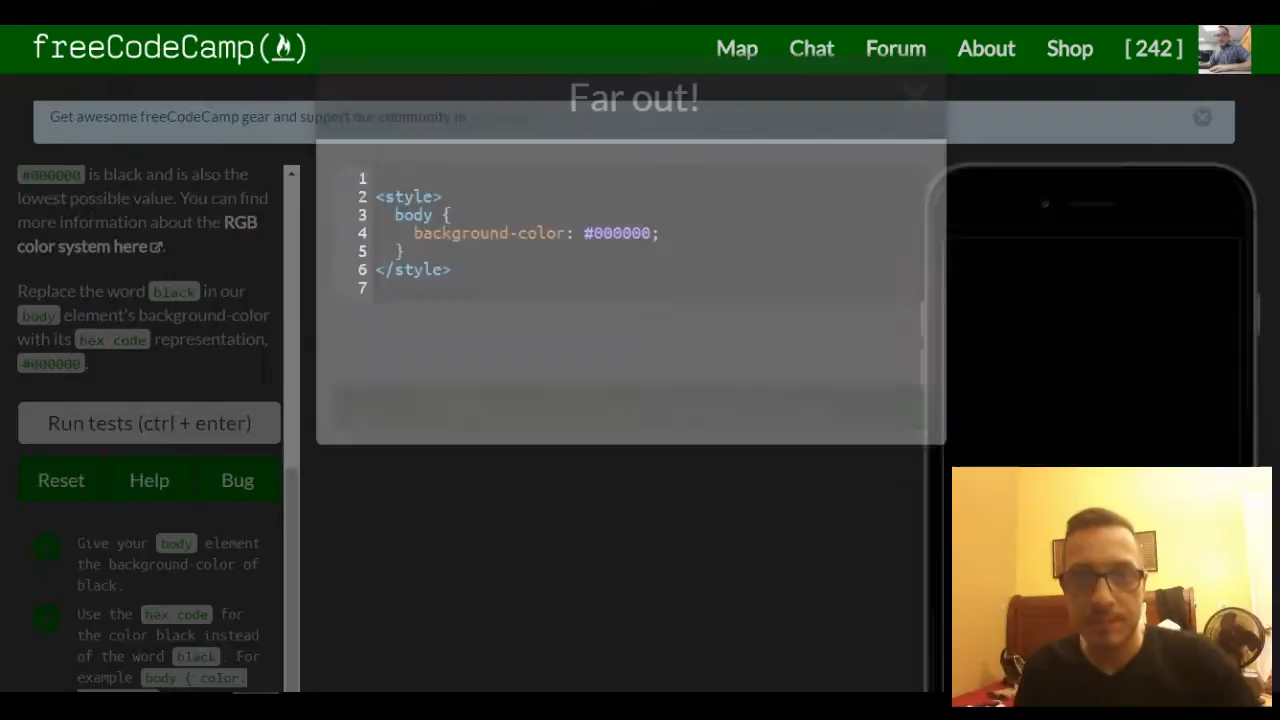 freeCodeCamp(🔥)
Map Chat Forum About Shop [ 242 ]
Far out!
Get awesome freeCodeCamp gear and support our community in
#000000 is black and is also the
lowest possible value. You can find
more information about the RGB
color system here
Replace the word black in our
body element's background-color
with its hex code representation,
#000000.
Run tests (ctrl + enter)
Reset Help Bug
Give your body element
the background-color of
black.
Use the hex code for
the color black instead
of the word black. For
example body { color:
1
2 <style>
3 body {
4 background-color: #000000;
5 }
6 </style>
7